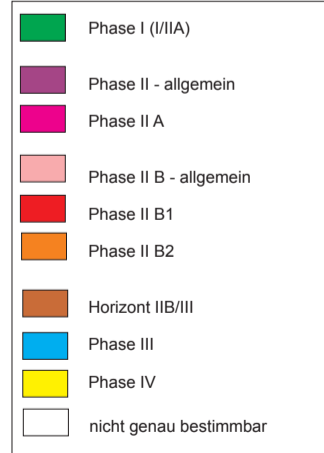 Phase I (I/IIA)
Phase II - allgemein
Phase II A
Phase II B - allgemein
Phase II B1
Phase II B2
Horizont IIB/III
Phase III
Phase IV
nicht genau bestimmbar